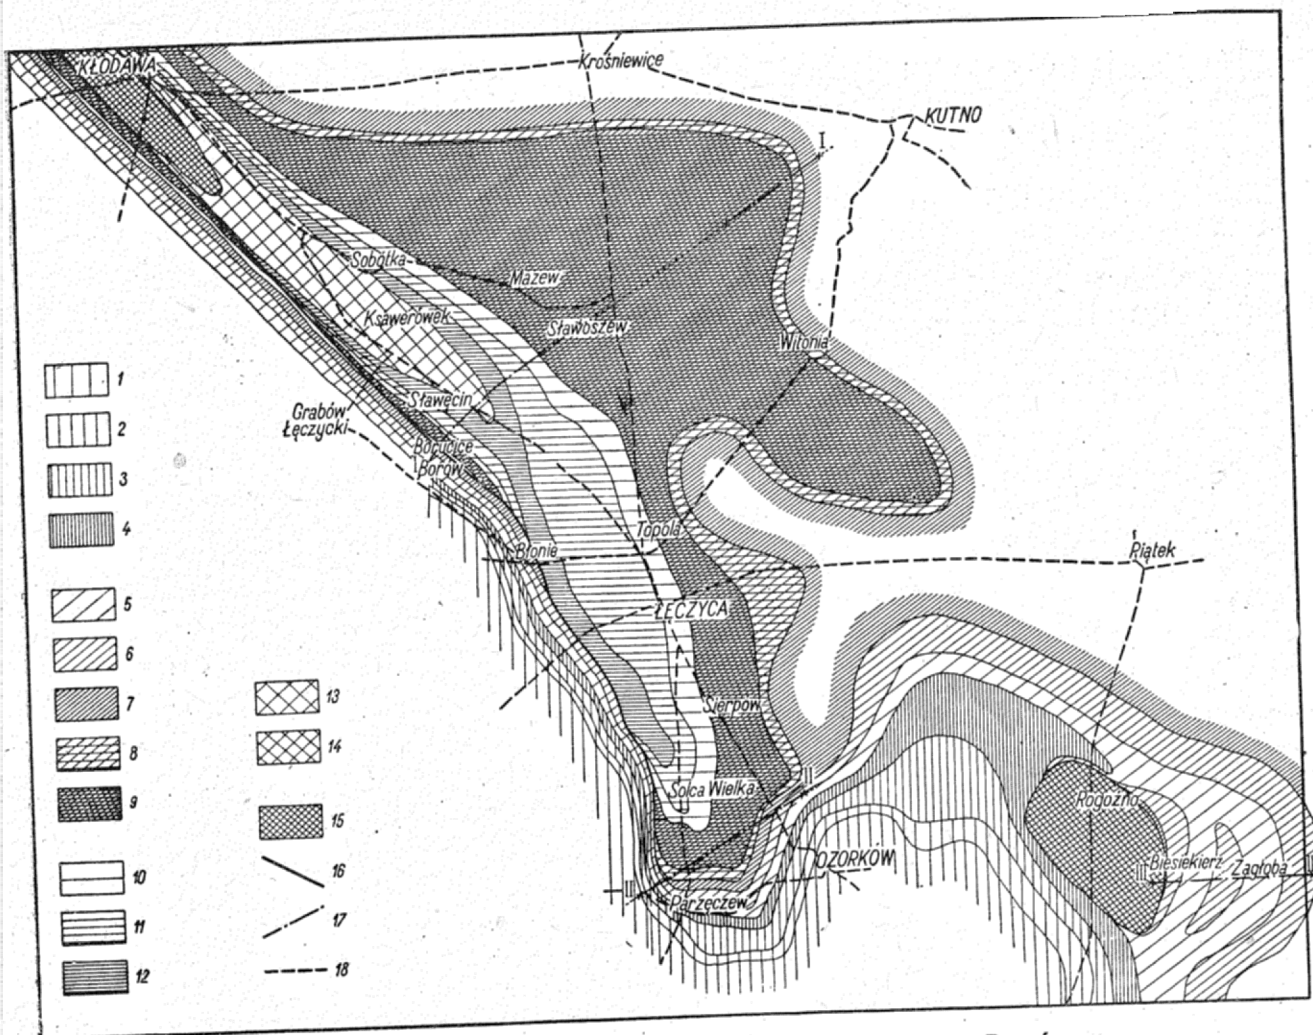 KŁODAWA
Krośniewice
KUTNO
I
Sobótka
Mazew
Ksawerówek
Sławoszew
Witonia
Grabów
Łęczycki
Sławęcin
Borucice
Borów
Topola
Błonie
Piątek
ŁĘCZYCA
Sierpów
Solca Wielka
II
Rogoźno
OZORKÓW
III
Biesiekierz
Zagłoba
II
Parzęczew
1
2
3
4
5
6
7
8
9
10
11
12
13
14
15
16
17
18